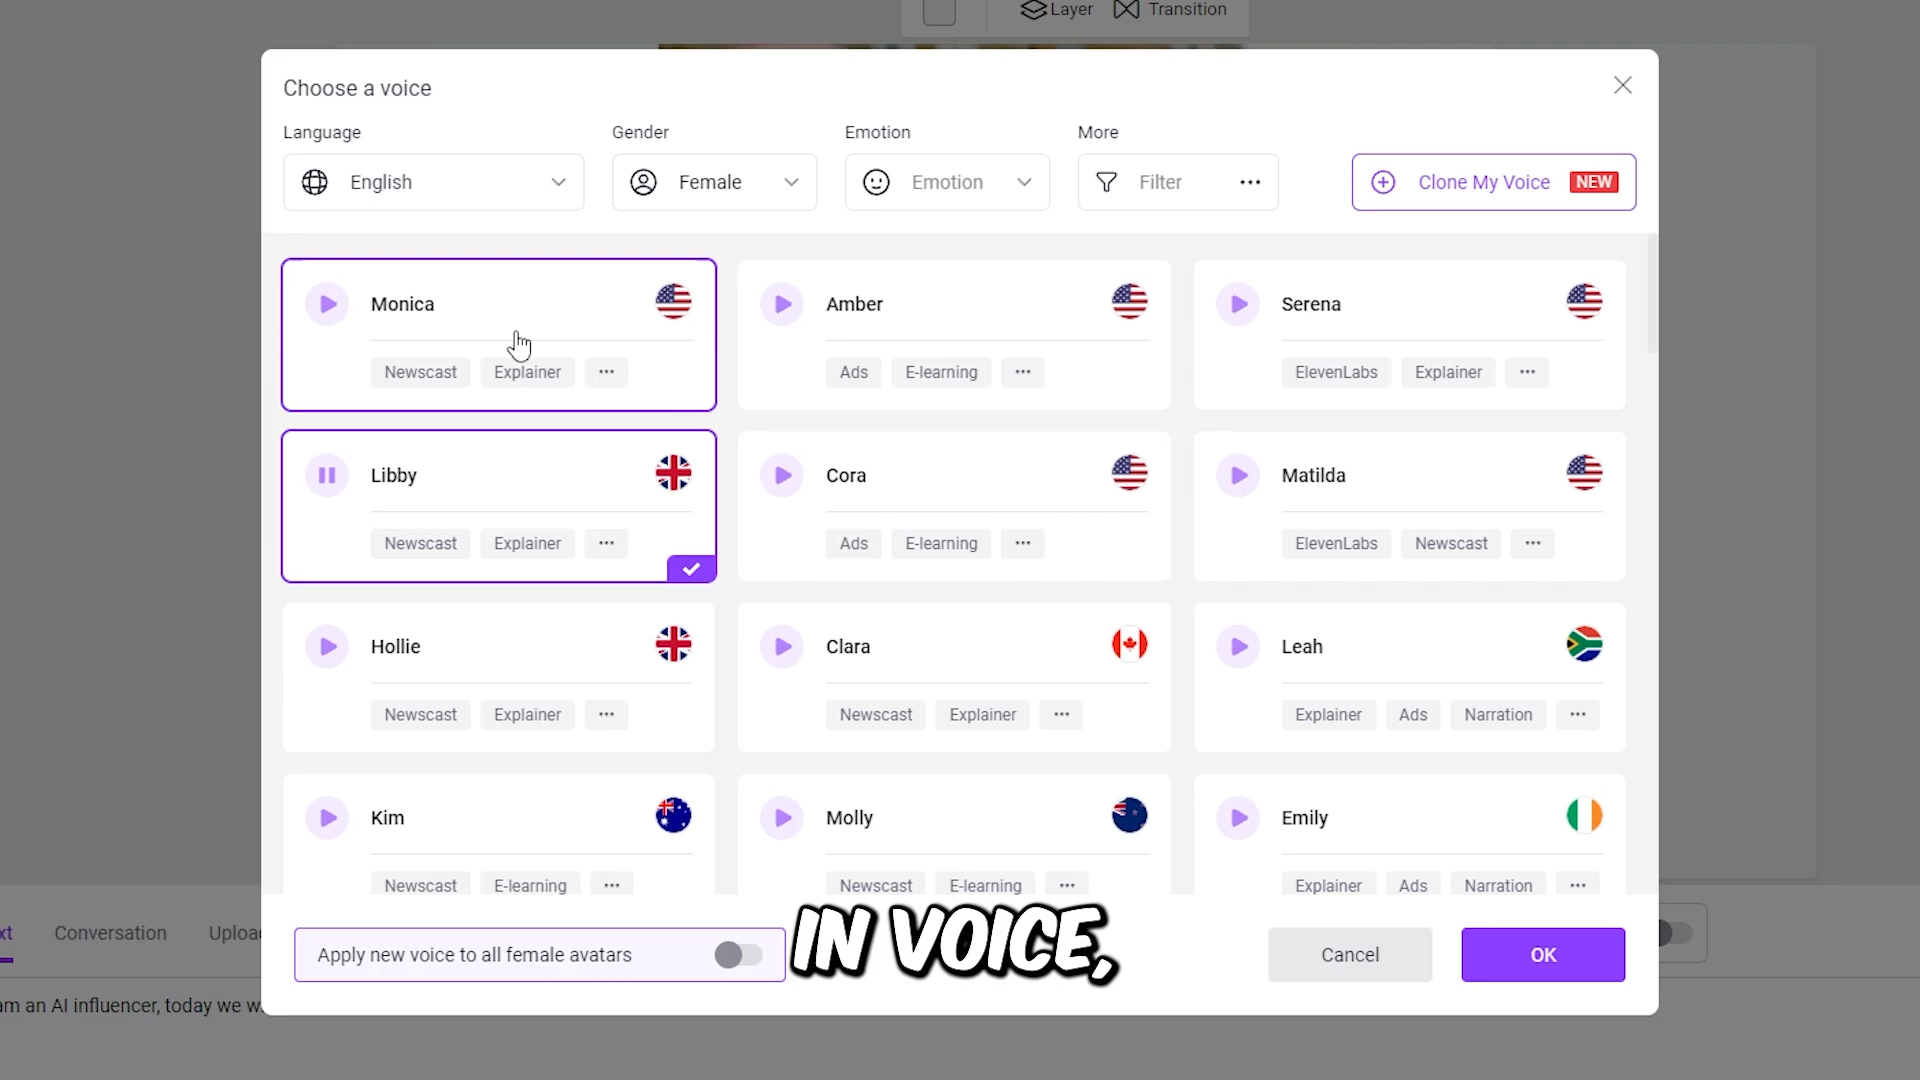 Layer Transition
Choose a voice
Language Gender Emotion More
English Female Emotion Filter ... Clone My Voice NEW
Monica Amber Serena
Newscast Explainer ... Ads E-learning ... ElevenLabs Explainer ...
Libby Cora Matilda
Newscast Explainer ... Ads E-learning ... ElevenLabs Newscast ...
Hollie Clara Leah
Newscast Explainer ... Newscast Explainer ... Explainer Ads Narration ...
Kim Molly Emily
Newscast E-learning ... Newscast E-learning ... Explainer Ads Narration ...
xt Conversation Uploa
Apply new voice to all female avatars IN VOICE, Cancel OK
am an AI influencer, today we w